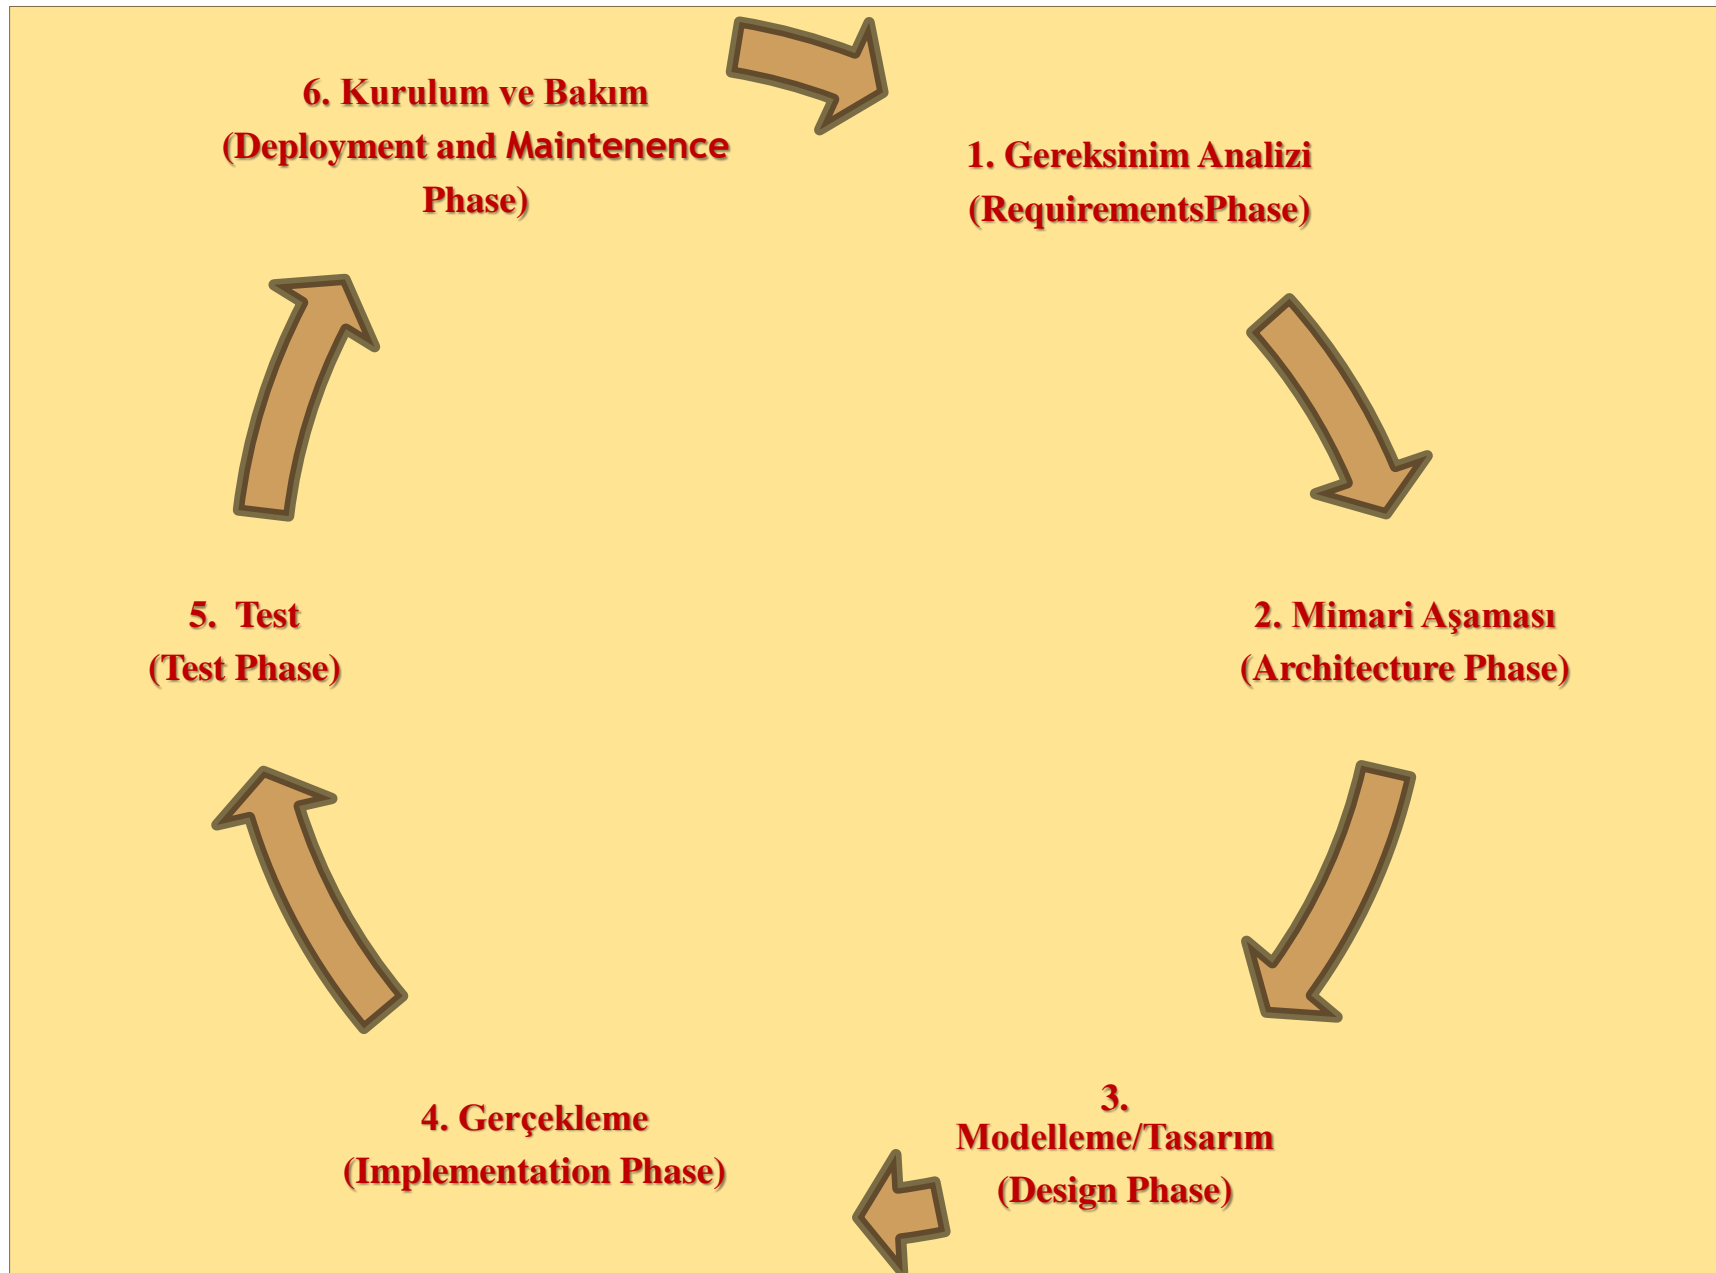 6. Kurulum ve Bakım
(Deployment and Maintenence
Phase)
1. Gereksinim Analizi
(RequirementsPhase)
2. Mimari Aşaması
(Architecture Phase)
3.
Modelleme/Tasarım
(Design Phase)
4. Gerçekleme
(Implementation Phase)
5.  Test
(Test Phase)